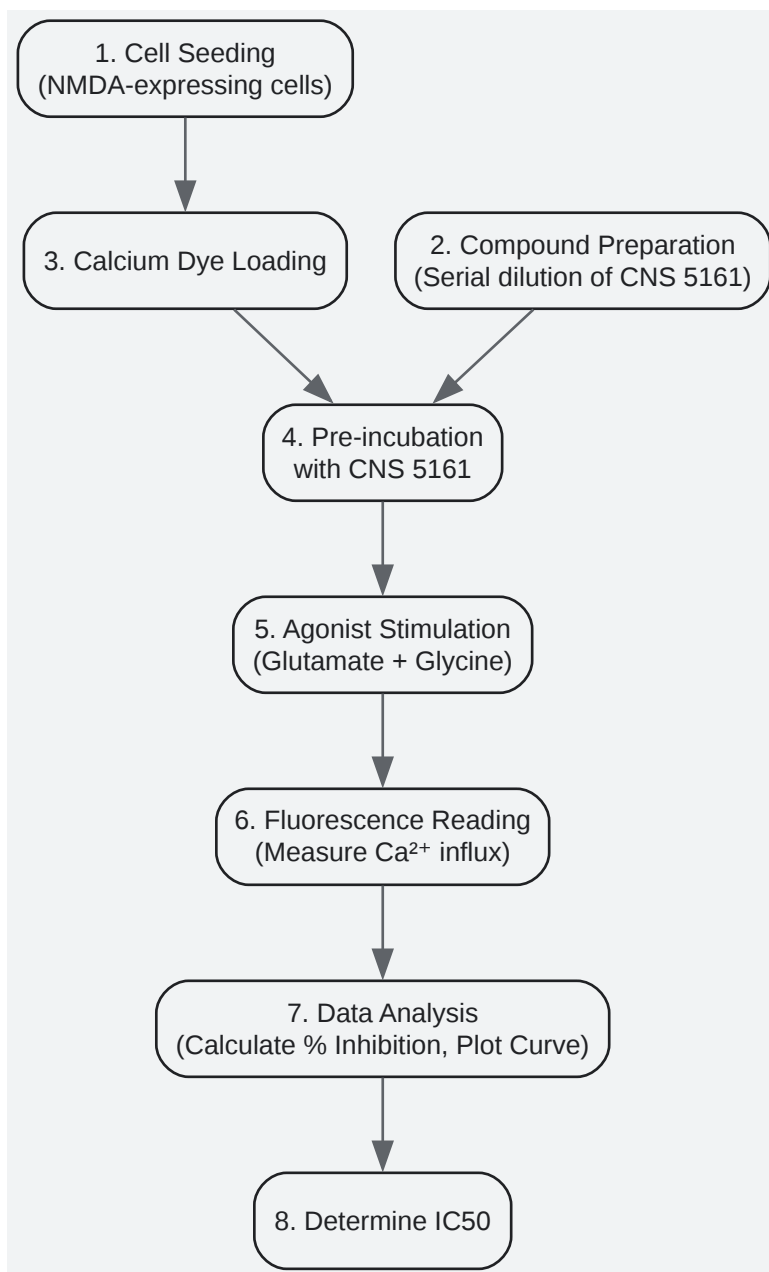 1. Cell Seeding
(NMDA-expressing cells)
3. Calcium Dye Loading
2. Compound Preparation
(Serial dilution of CNS 5161)
4. Pre-incubation
with CNS 5161
5. Agonist Stimulation
(Glutamate + Glycine)
6. Fluorescence Reading
(Measure Ca²⁺ influx)
7. Data Analysis
(Calculate % Inhibition, Plot Curve)
8. Determine IC50